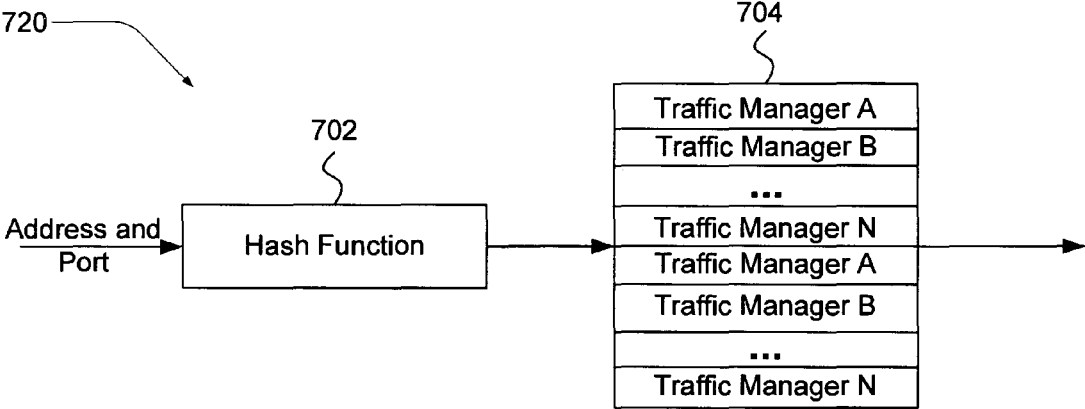 720
704
702
Address and
Port
Hash Function
Traffic Manager A
Traffic Manager B
...
Traffic Manager N
Traffic Manager A
Traffic Manager B
...
Traffic Manager N